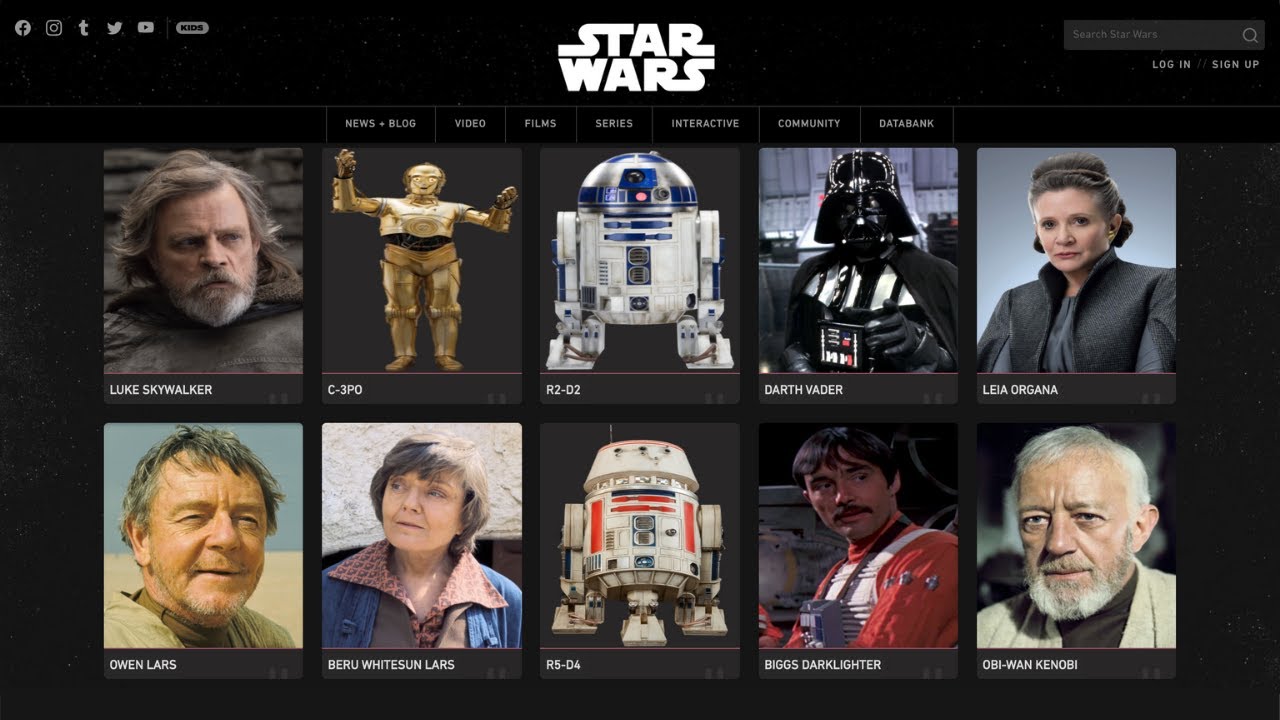 KIDS
STAR
WARS
Search Star Wars
LOG IN // SIGN UP
NEWS + BLOG
VIDEO
FILMS
SERIES
INTERACTIVE
COMMUNITY
DATABANK
LUKE SKYWALKER
C-3PO
R2-D2
DARTH VADER
LEIA ORGANA
OWEN LARS
BERU WHITESUN LARS
R5-D4
BIGGS DARKLIGHTER
OBI-WAN KENOBI